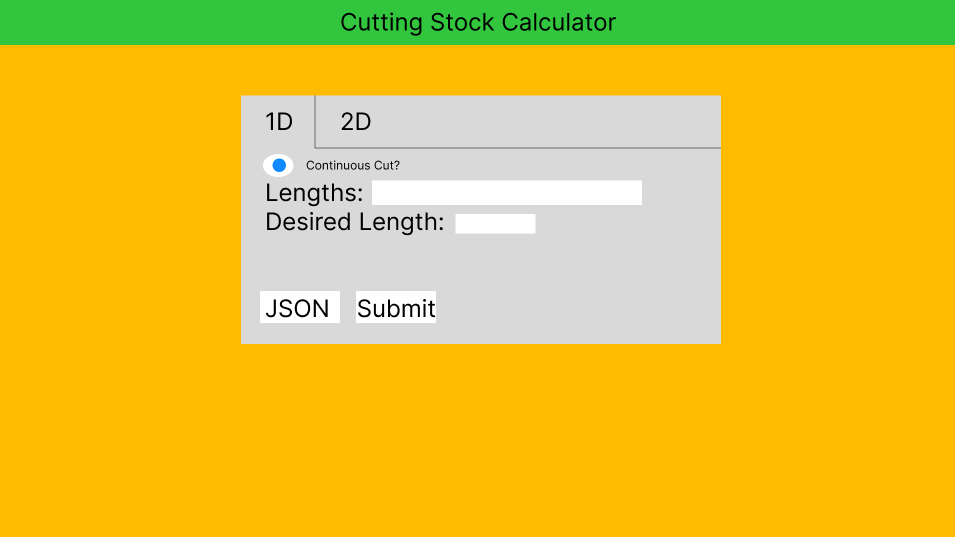 Cutting Stock Calculator
1D 2D
Continuous Cut?
Lengths:
Desired Length:
JSON Submit